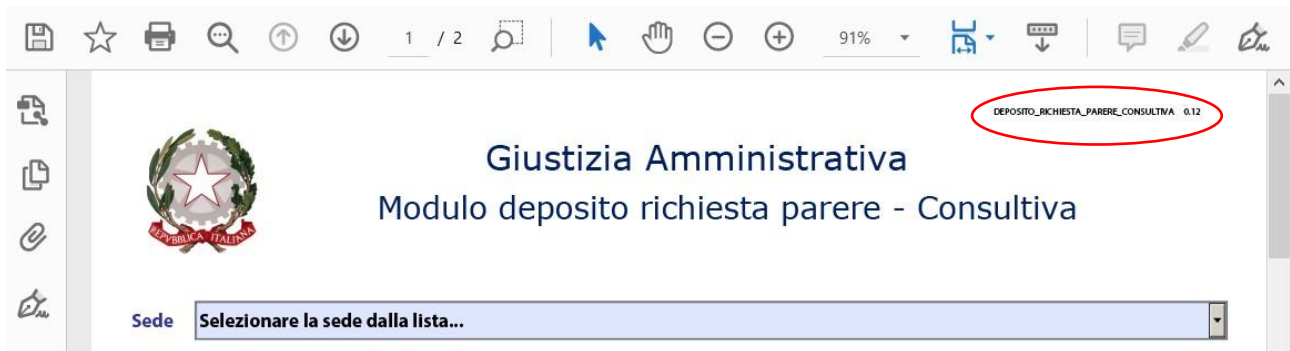 1 / 2
91%
DEPOSITO_RICHIESTA_PARERE_CONSULTIVA 0.12
Giustizia Amministrativa
Modulo deposito richiesta parere - Consultiva
REPVBBLICA ITALIANA
Sede Selezionare la sede dalla lista...